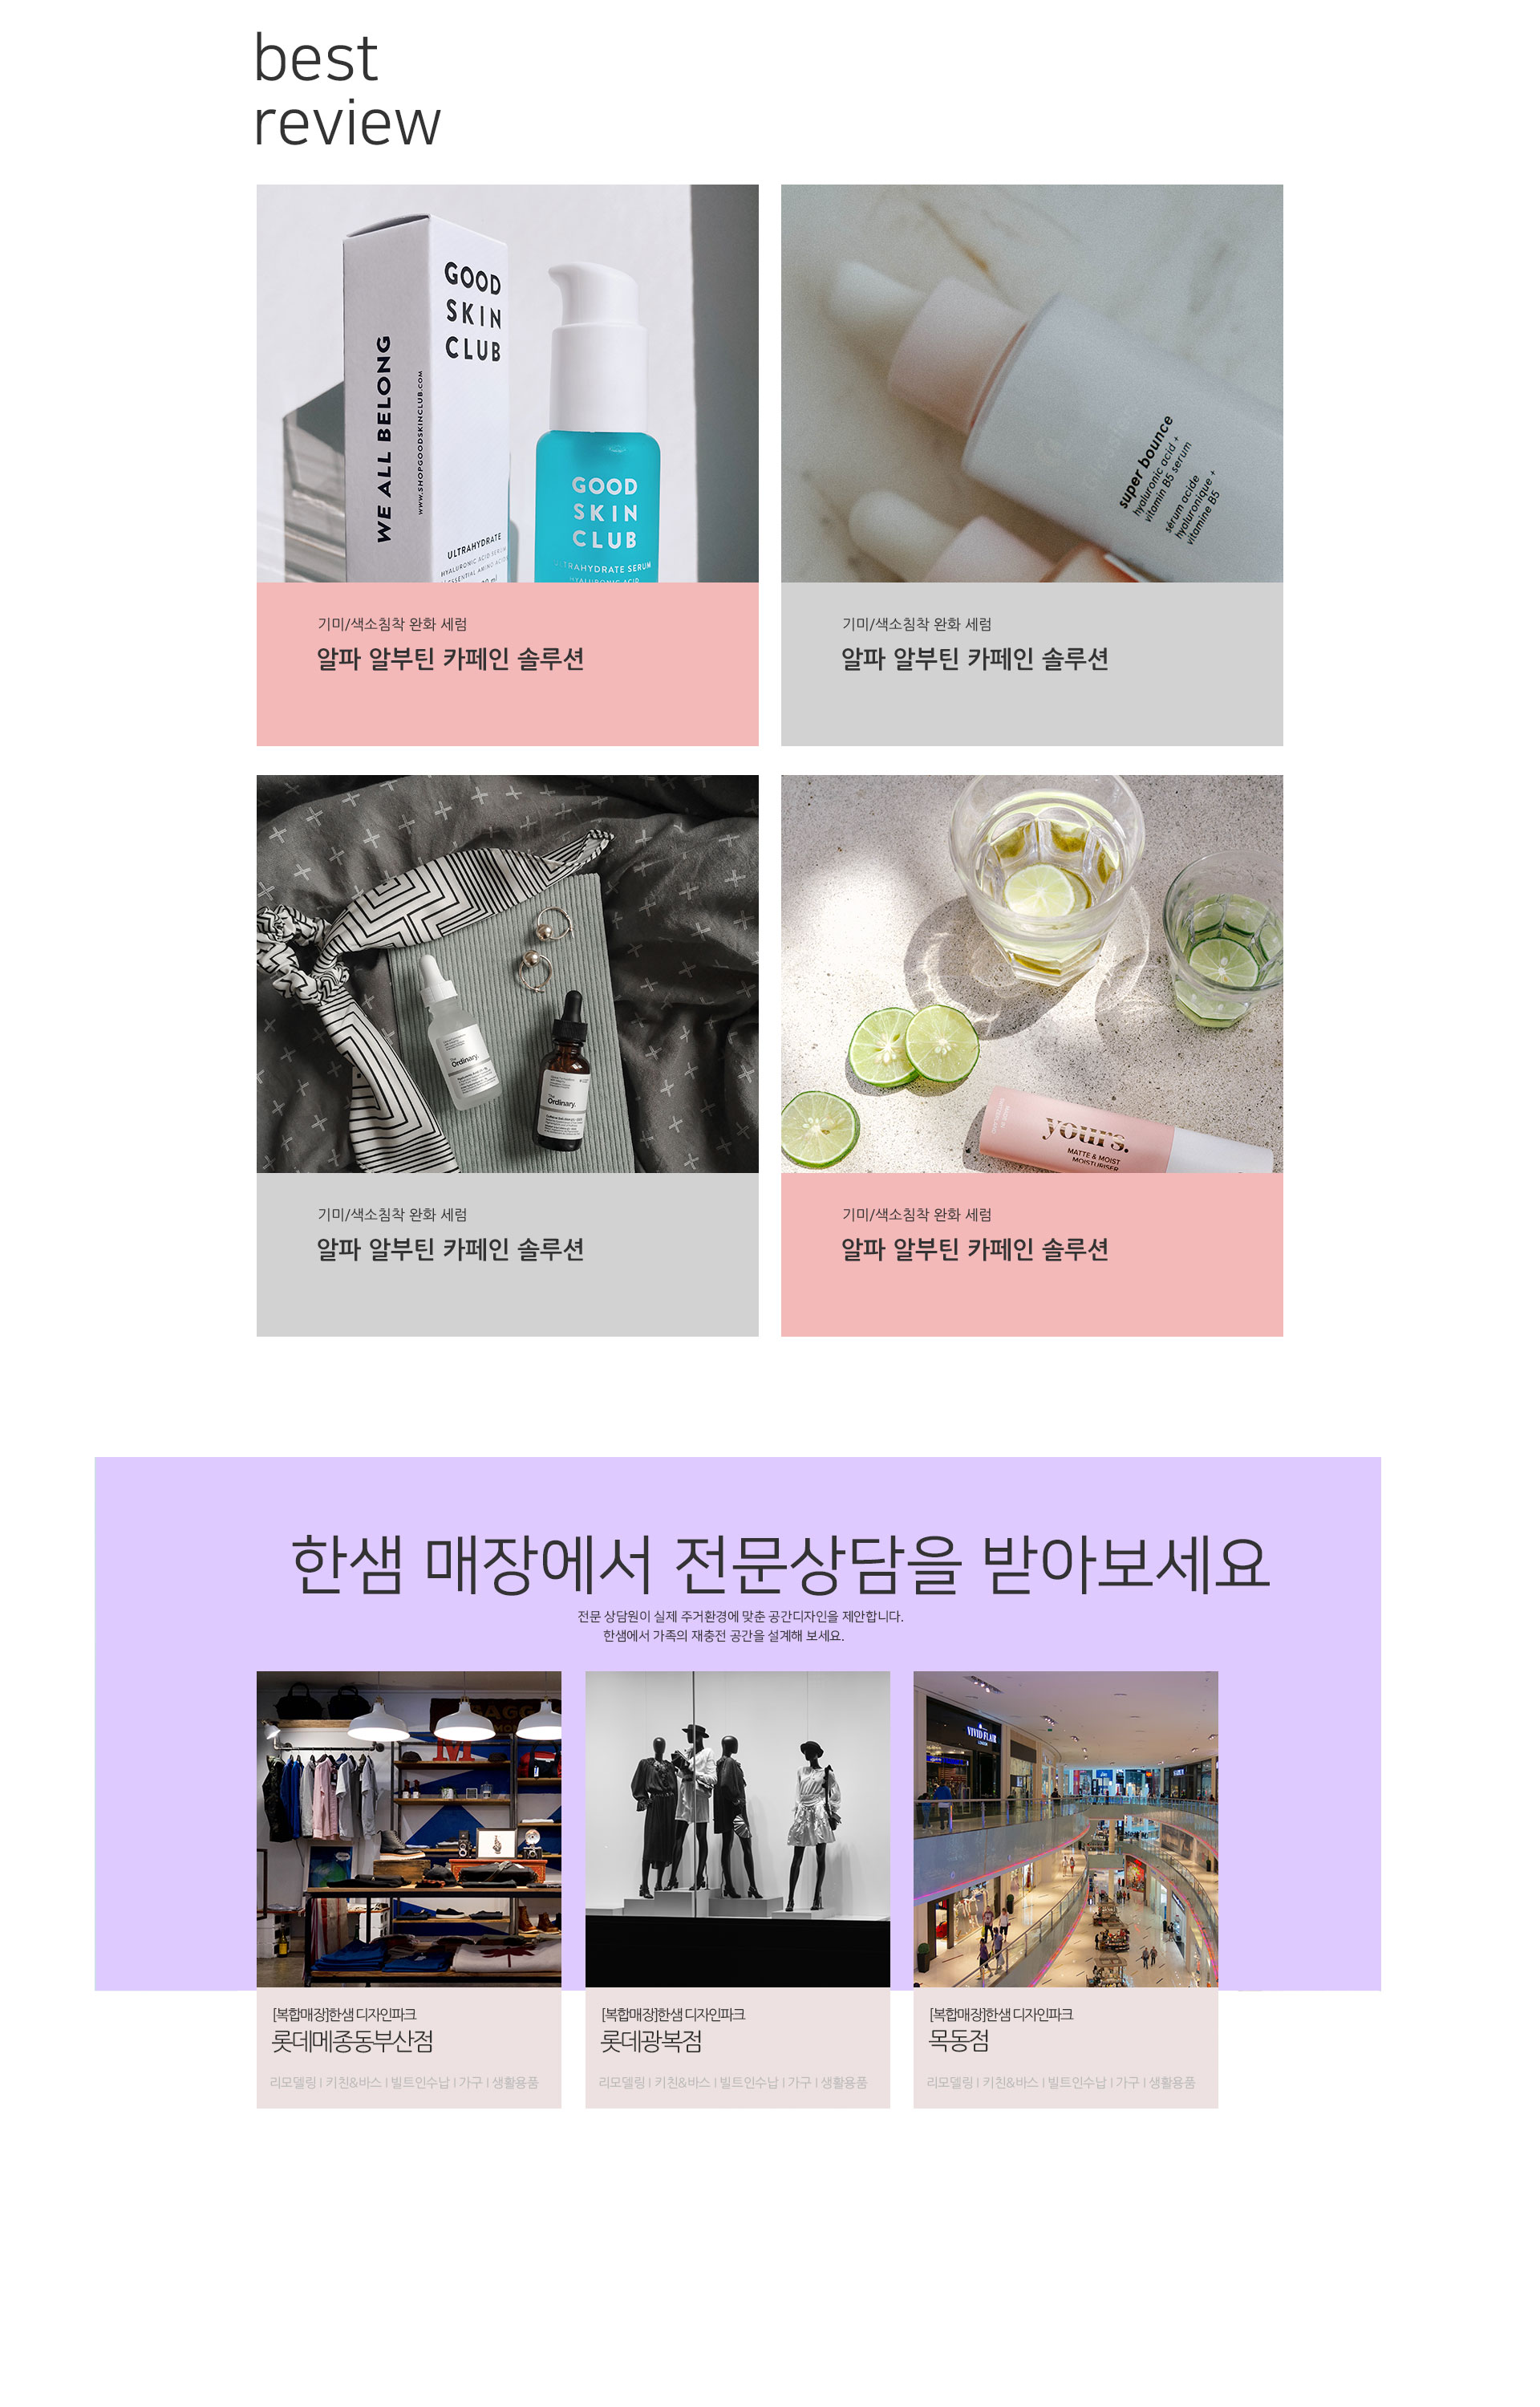 best
review
GOOD
SKIN
CLUB
WE ALL BELONG
WWW.SHOPGOODSKINCLUB.COM
ULTRAHYDRATE
HYALURONIC ACID SERUM
ESSENTIAL AMINO ACIDS
GOOD
SKIN
CLUB
ULTRAHYDRATE SERUM
HYALURONIC ACID
super bounce
hyaluronic acid +
vitamin B5 serum
sérum acide
hyaluronique +
vitamine B5
기미/색소침착 완화 세럼
알파 알부틴 카페인 솔루션
기미/색소침착 완화 세럼
알파 알부틴 카페인 솔루션
The
Ordinary.
The
Ordinary.
yours.
MATTE & MOIST
MOISTURISER
기미/색소침착 완화 세럼
알파 알부틴 카페인 솔루션
기미/색소침착 완화 세럼
알파 알부틴 카페인 솔루션
한샘 매장에서 전문상담을 받아보세요
전문 상담원이 실제 주거환경에 맞춘 공간디자인을 제안합니다.
한샘에서 가족의 재충전 공간을 설계해 보세요.
M
VIVID FLAIR
LONDON
[복합매장]한샘 디자인파크
롯데메종동부산점
리모델링 | 키친&바스 | 빌트인수납 | 가구 | 생활용품
[복합매장]한샘 디자인파크
롯데광복점
리모델링 | 키친&바스 | 빌트인수납 | 가구 | 생활용품
[복합매장]한샘 디자인파크
목동점
리모델링 | 키친&바스 | 빌트인수납 | 가구 | 생활용품